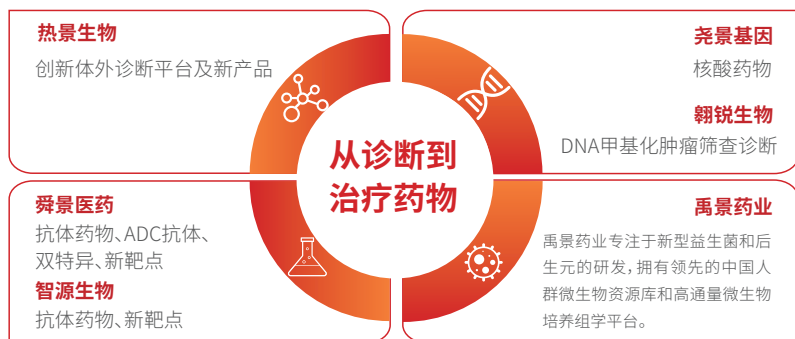 热景生物
创新体外诊断平台及新产品
尧景基因
核酸药物
翱锐生物
DNA甲基化肿瘤筛查诊断
从诊断到
治疗药物
舜景医药
抗体药物、ADC抗体、
双特异、新靶点
智源生物
抗体药物、新靶点
禹景药业
禹景药业专注于新型益生菌和后
生元的研发，拥有领先的中国人
群微生物资源库和高通量微生物
培养组学平台。